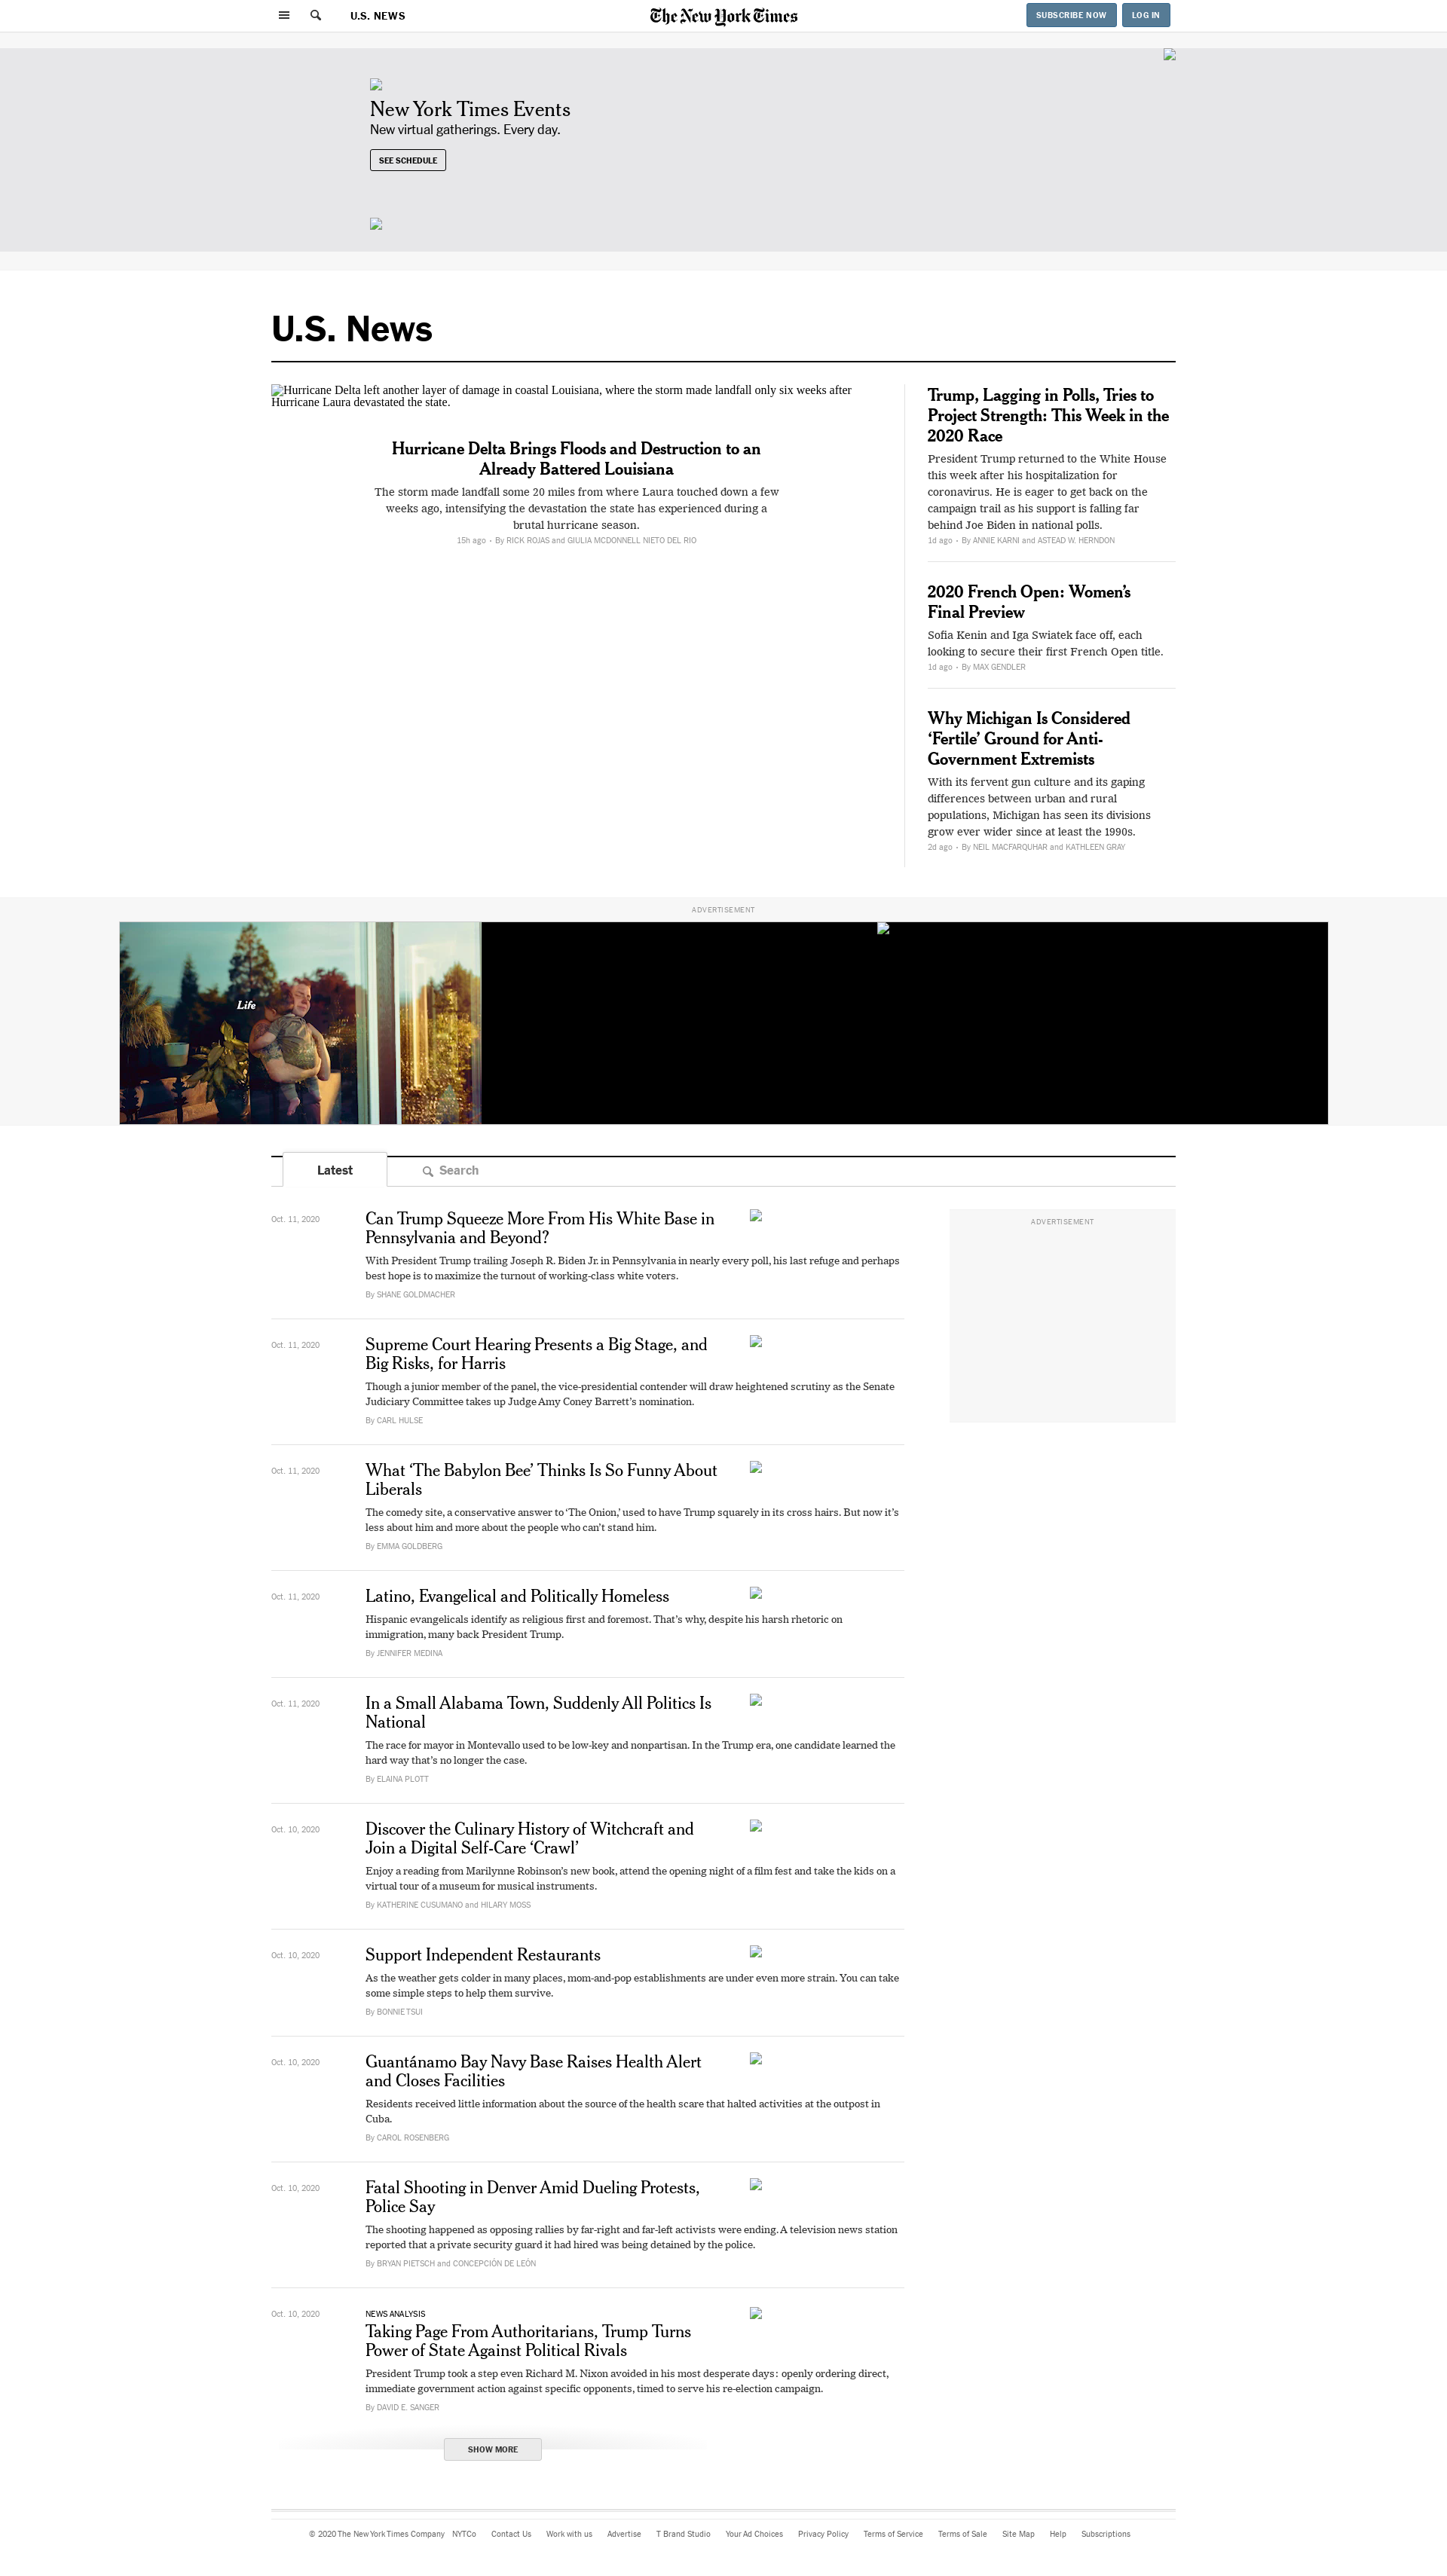 U.S. NEWS
The New York Times
SUBSCRIBE NOW
LOG IN
New York Times Events
New virtual gatherings. Every day.
SEE SCHEDULE
U.S. News
Hurricane Delta left another layer of damage in coastal Louisiana, where the storm made landfall only six weeks after
Hurricane Laura devastated the state.
Hurricane Delta Brings Floods and Destruction to an
Already Battered Louisiana
The storm made landfall some 20 miles from where Laura touched down a few
weeks ago, intensifying the devastation the state has experienced during a
brutal hurricane season.
15h ago • By RICK ROJAS and GIULIA MCDONNELL NIETO DEL RIO
Trump, Lagging in Polls, Tries to
Project Strength: This Week in the
2020 Race
President Trump returned to the White House
this week after his hospitalization for
coronavirus. He is eager to get back on the
campaign trail as his support is falling far
behind Joe Biden in national polls.
1d ago • By ANNIE KARNI and ASTEAD W. HERNDON
2020 French Open: Women’s
Final Preview
Sofia Kenin and Iga Swiatek face off, each
looking to secure their first French Open title.
1d ago • By MAX GENDLER
Why Michigan Is Considered
‘Fertile’ Ground for Anti-
Government Extremists
With its fervent gun culture and its gaping
differences between urban and rural
populations, Michigan has seen its divisions
grow ever wider since at least the 1990s.
2d ago • By NEIL MACFARQUHAR and KATHLEEN GRAY
ADVERTISEMENT
Life
Latest
Search
ADVERTISEMENT
Oct. 11, 2020
Can Trump Squeeze More From His White Base in
Pennsylvania and Beyond?
With President Trump trailing Joseph R. Biden Jr. in Pennsylvania in nearly every poll, his last refuge and perhaps
best hope is to maximize the turnout of working-class white voters.
By SHANE GOLDMACHER
Oct. 11, 2020
Supreme Court Hearing Presents a Big Stage, and
Big Risks, for Harris
Though a junior member of the panel, the vice-presidential contender will draw heightened scrutiny as the Senate
Judiciary Committee takes up Judge Amy Coney Barrett’s nomination.
By CARL HULSE
Oct. 11, 2020
What ‘The Babylon Bee’ Thinks Is So Funny About
Liberals
The comedy site, a conservative answer to ‘The Onion,’ used to have Trump squarely in its cross hairs. But now it’s
less about him and more about the people who can’t stand him.
By EMMA GOLDBERG
Oct. 11, 2020
Latino, Evangelical and Politically Homeless
Hispanic evangelicals identify as religious first and foremost. That’s why, despite his harsh rhetoric on
immigration, many back President Trump.
By JENNIFER MEDINA
Oct. 11, 2020
In a Small Alabama Town, Suddenly All Politics Is
National
The race for mayor in Montevallo used to be low-key and nonpartisan. In the Trump era, one candidate learned the
hard way that’s no longer the case.
By ELAINA PLOTT
Oct. 10, 2020
Discover the Culinary History of Witchcraft and
Join a Digital Self-Care ‘Crawl’
Enjoy a reading from Marilynne Robinson’s new book, attend the opening night of a film fest and take the kids on a
virtual tour of a museum for musical instruments.
By KATHERINE CUSUMANO and HILARY MOSS
Oct. 10, 2020
Support Independent Restaurants
As the weather gets colder in many places, mom-and-pop establishments are under even more strain. You can take
some simple steps to help them survive.
By BONNIE TSUI
Oct. 10, 2020
Guantánamo Bay Navy Base Raises Health Alert
and Closes Facilities
Residents received little information about the source of the health scare that halted activities at the outpost in
Cuba.
By CAROL ROSENBERG
Oct. 10, 2020
Fatal Shooting in Denver Amid Dueling Protests,
Police Say
The shooting happened as opposing rallies by far-right and far-left activists were ending. A television news station
reported that a private security guard it had hired was being detained by the police.
By BRYAN PIETSCH and CONCEPCIÓN DE LEÓN
Oct. 10, 2020
NEWS ANALYSIS
Taking Page From Authoritarians, Trump Turns
Power of State Against Political Rivals
President Trump took a step even Richard M. Nixon avoided in his most desperate days: openly ordering direct,
immediate government action against specific opponents, timed to serve his re-election campaign.
By DAVID E. SANGER
SHOW MORE
© 2020 The New York Times Company NYTCo Contact Us Work with us Advertise T Brand Studio Your Ad Choices Privacy Policy Terms of Service Terms of Sale Site Map Help Subscriptions